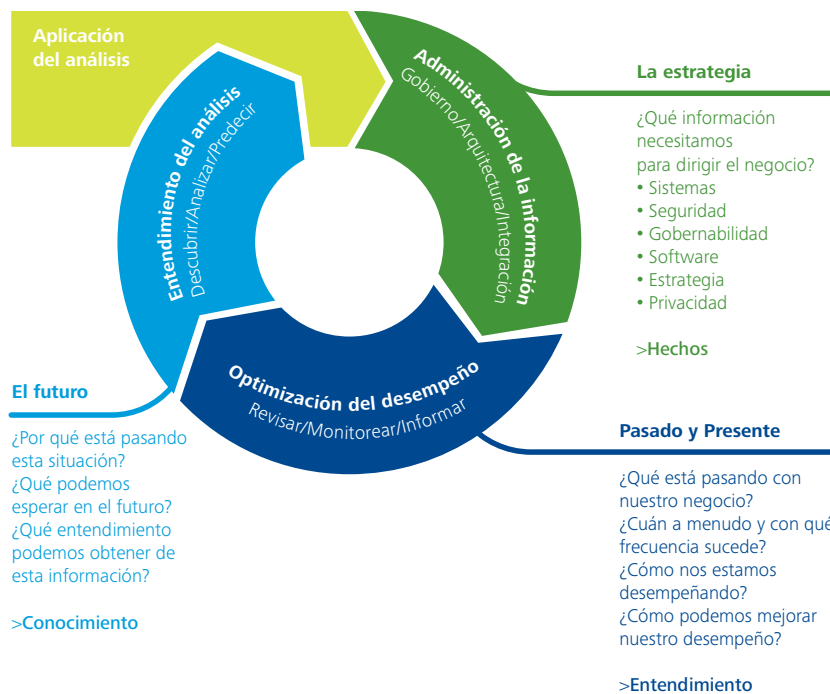 Aplicación
del análisis
Administración de la información
Gobierno/Arquitectura/Integración
La estrategia
¿Qué información
necesitamos
para dirigir el negocio?
• Sistemas
• Seguridad
• Gobernabilidad
• Software
• Estrategia
• Privacidad
>Hechos
Optimización del desempeño
Revisar/Monitorear/Informar
Pasado y Presente
¿Qué está pasando con
nuestro negocio?
¿Cuán a menudo y con qué
frecuencia sucede?
¿Cómo nos estamos
desempeñando?
¿Cómo podemos mejorar
nuestro desempeño?
>Entendimiento
Entendimiento del análisis
Descubrir/Analizar/Predecir
El futuro
¿Por qué está pasando
esta situación?
¿Qué podemos
esperar en el futuro?
¿Qué entendimiento
podemos obtener de
esta información?
>Conocimiento